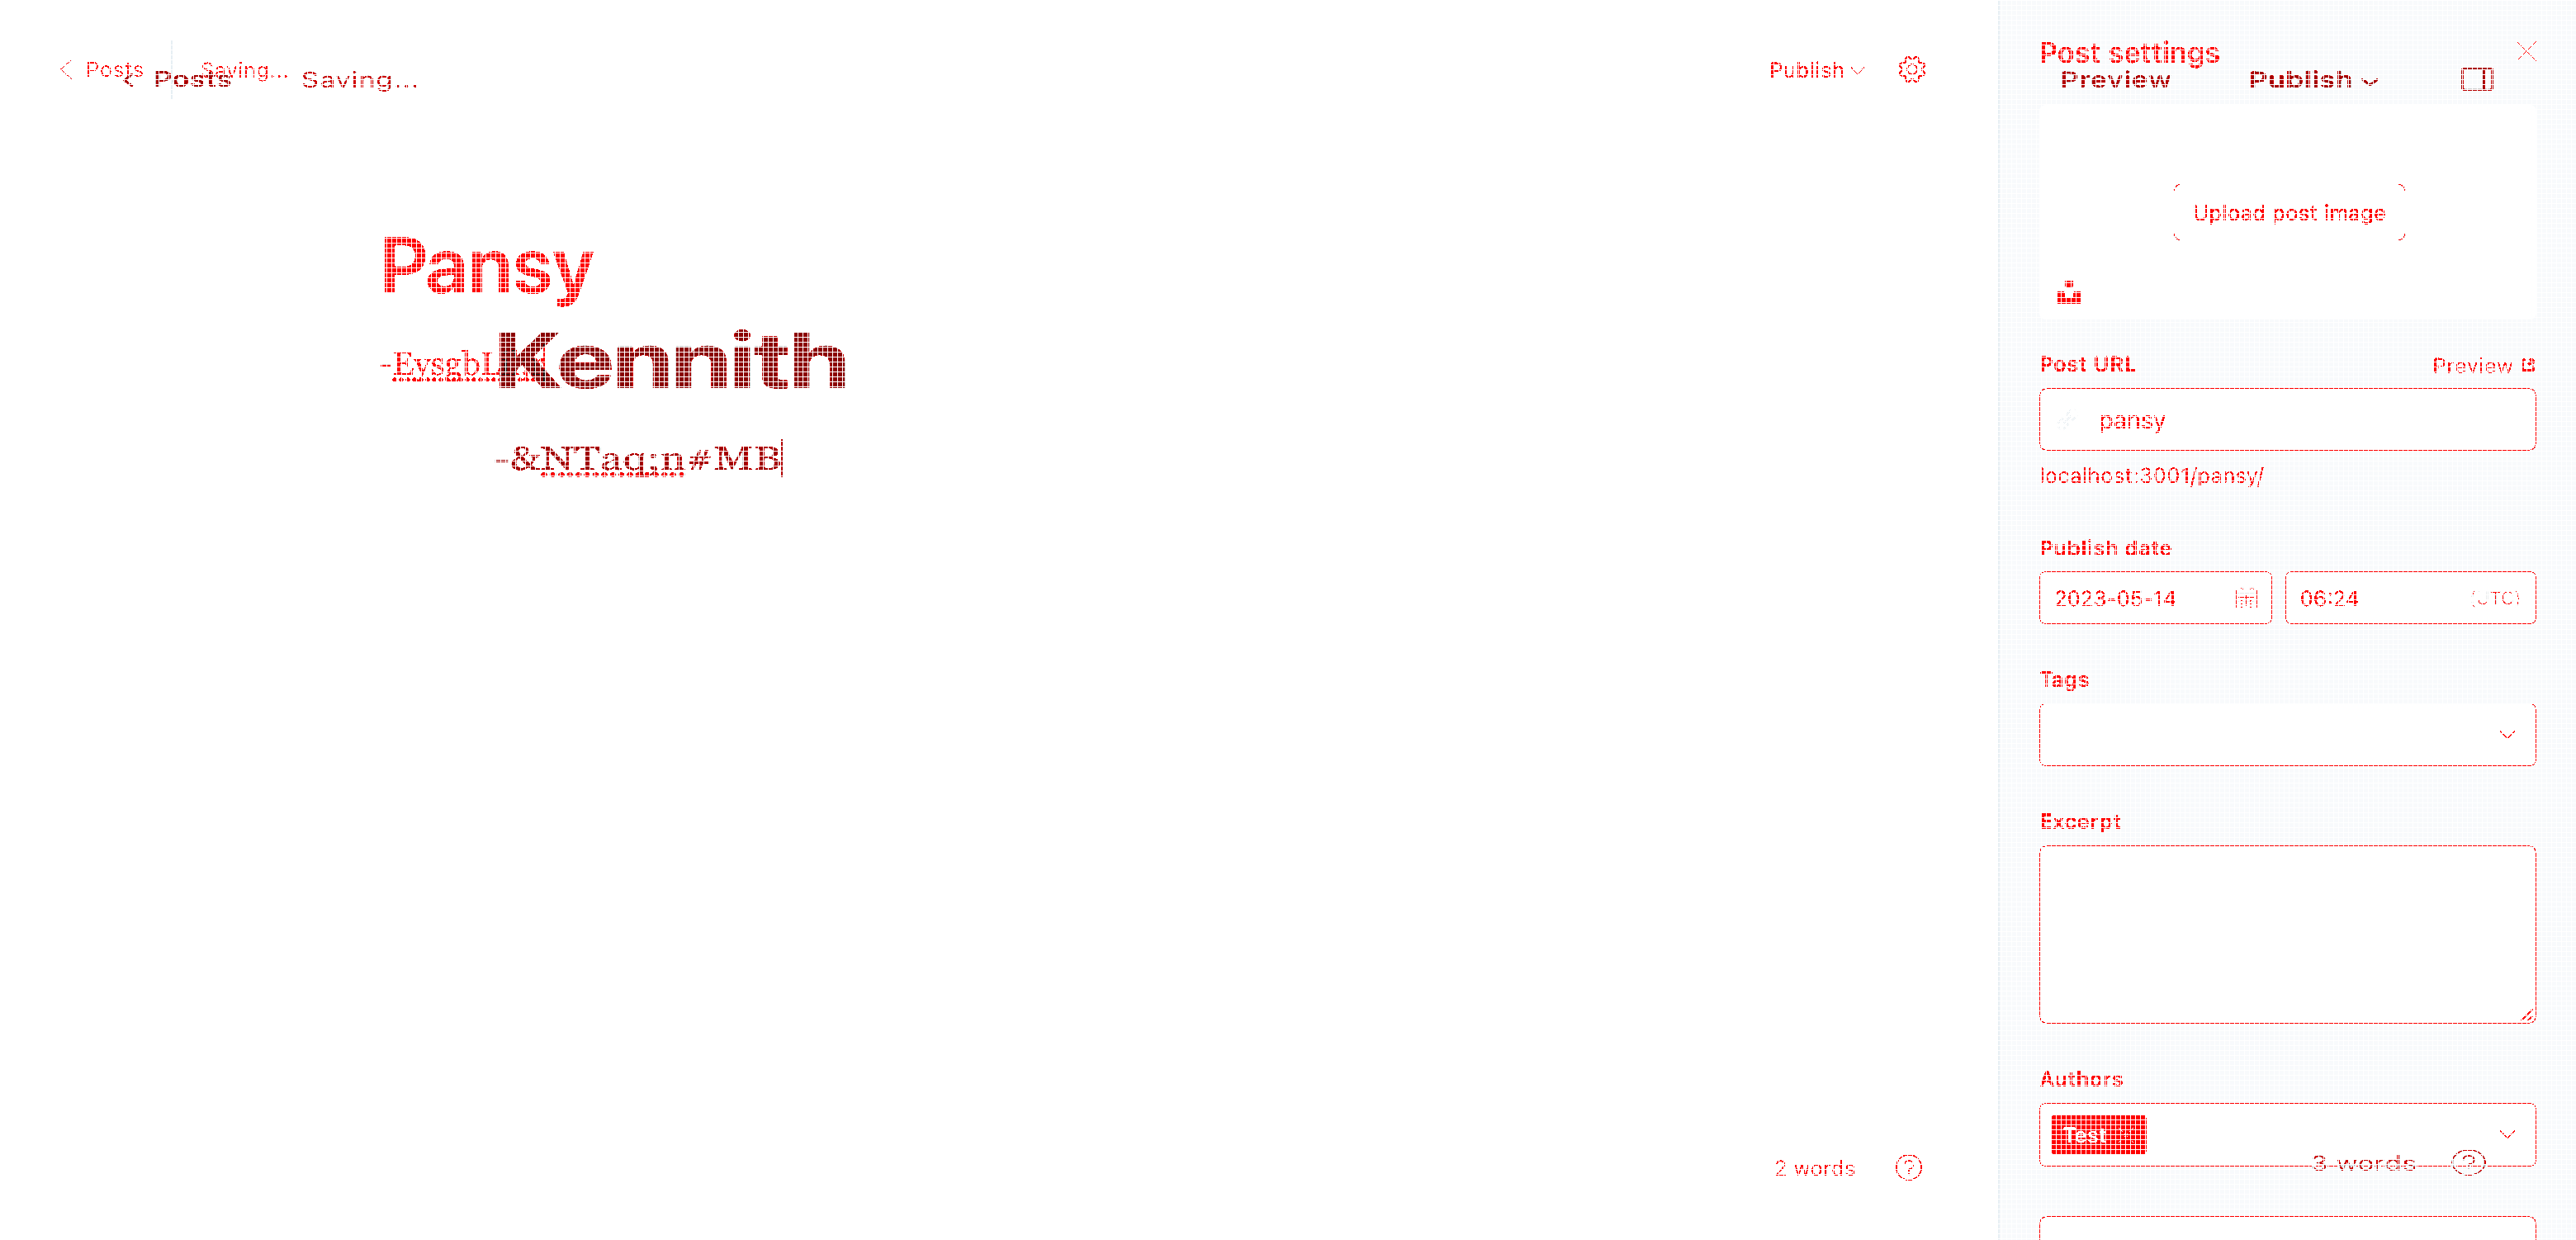 Posts Saving...
Posts Saving...
Publish
Post settings
Preview Publish
Upload post image
Pansy
Kennith
-&NTaq;n#MB
Post URL Preview
pansy
localhost:3001/pansy/
Publish date
2023-05-14 06:24 (UTC)
Tags
Excerpt
Authors
Test
2 words
3 words